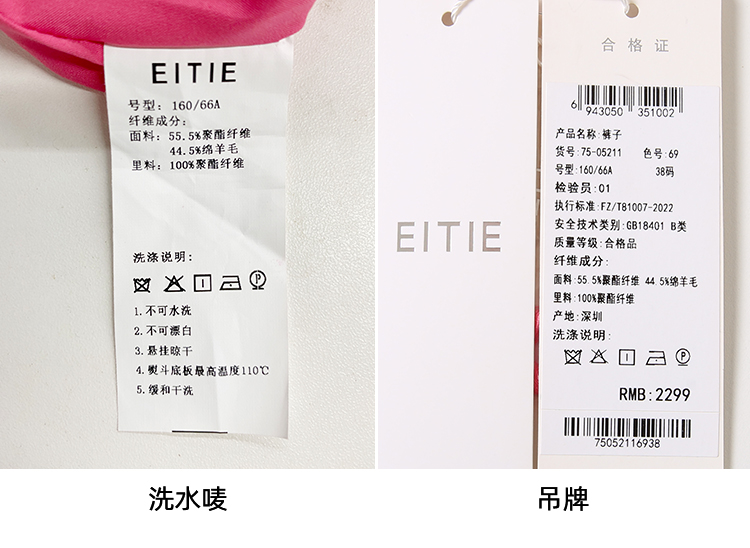 EITIE
号型: 160/66A
纤维成分:
面料: 55.5%聚酯纤维
44.5%绵羊毛
里料: 100%聚酯纤维
洗涤说明:
1.不可水洗
2.不可漂白
3.悬挂晾干
4.熨斗底板最高温度110℃
5.缓和干洗
洗水唛
EITIE
合格证
6 943050 351002
产品名称:裤子
货号:75-05211 色号:69
号型:160/66A 38码
检验员:01
执行标准:FZ/T81007-2022
安全技术类别:GB18401 B类
质量等级:合格品
纤维成分:
面料:55.5%聚酯纤维 44.5%绵羊毛
里料:100%聚酯纤维
产地:深圳
洗涤说明:
RMB:2299
75052116938
吊牌